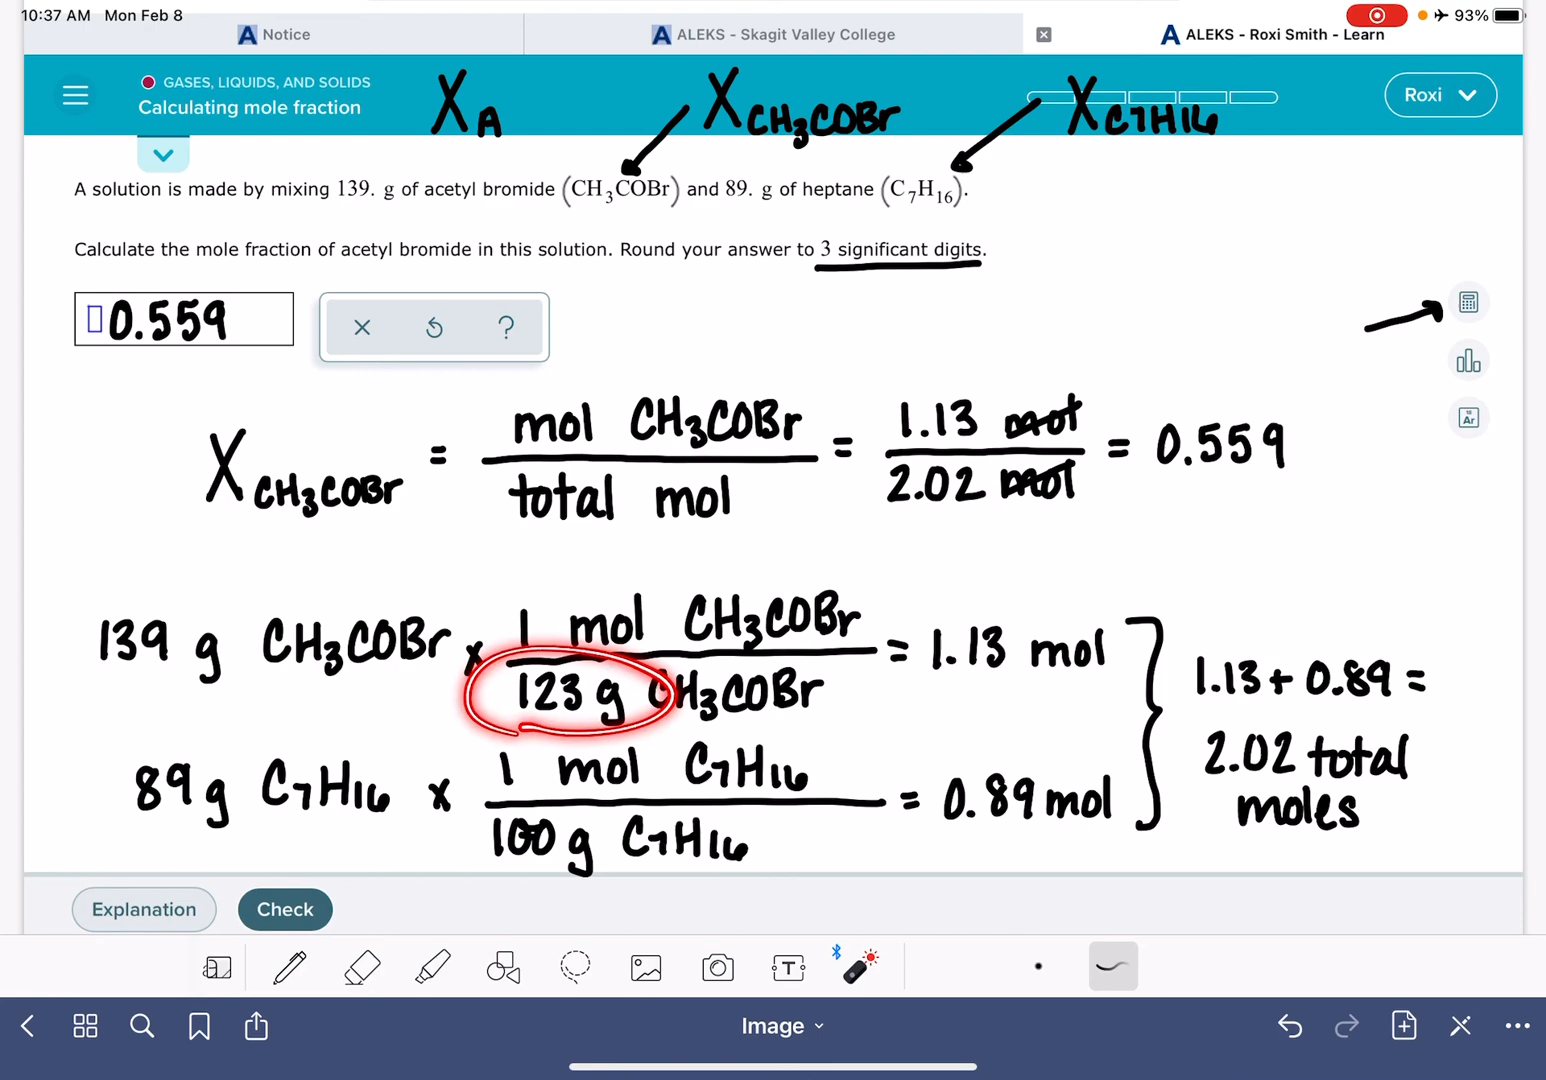 10:37 AM Mon Feb 8
93%
Notice
ALEKS - Skagit Valley College
ALEKS - Roxi Smith - Learn
GASES, LIQUIDS, AND SOLIDS
Calculating mole fraction
Roxi
X_A X_CH₃COBr X_C7H16
A solution is made by mixing 139. g of acetyl bromide (CH₃COBr) and 89. g of heptane (C₇H₁₆).
Calculate the mole fraction of acetyl bromide in this solution. Round your answer to 3 significant digits.
0.559
× ?
Ar
X_CH₃COBr = mol CH₃COBr / total mol = 1.13 mol / 2.02 mol = 0.559
139 g CH₃COBr x 1 mol CH₃COBr / 123 g CH₃COBr = 1.13 mol
89 g C₇H₁₆ x 1 mol C₇H₁₆ / 100 g C₇H₁₆ = 0.89 mol
1.13 + 0.89 =
2.02 total
moles
Explanation
Check
T
Image